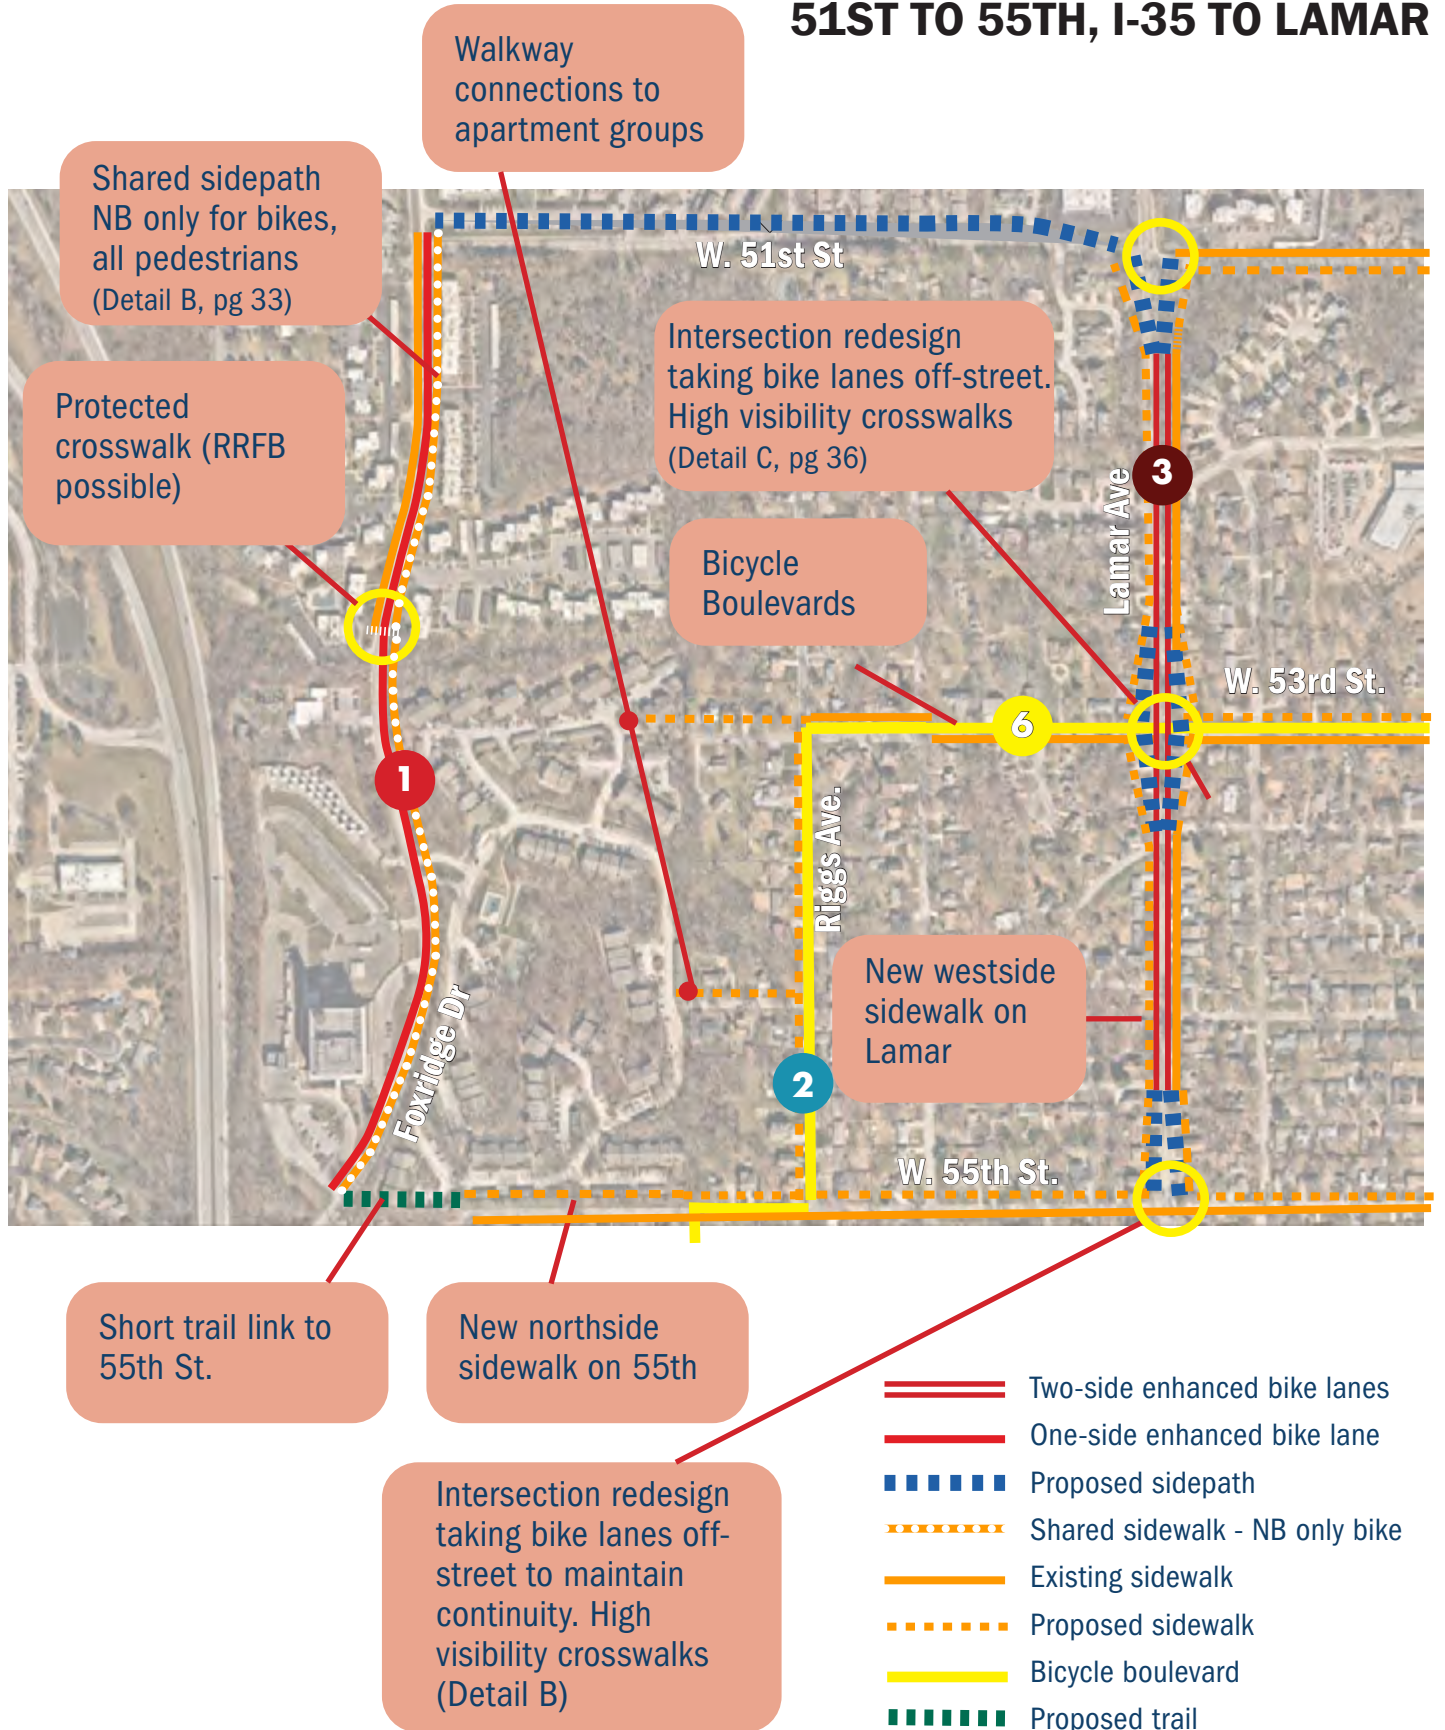 51ST TO 55TH, I-35 TO LAMAR
Walkway
connections to
apartment groups
Shared sidepath
NB only for bikes,
all pedestrians
(Detail B, pg 33)
W. 51st St
Intersection redesign
taking bike lanes off-street.
High visibility crosswalks
(Detail C, pg 36)
Protected
crosswalk (RRFB
possible)
3
Lamar Ave
Bicycle
Boulevards
W. 53rd St.
6
1
Riggs Ave.
New westside
sidewalk on
Lamar
Foxridge Dr
2
W. 55th St.
Short trail link to
55th St.
New northside
sidewalk on 55th
Intersection redesign
taking bike lanes off-
street to maintain
continuity. High
visibility crosswalks
(Detail B)
Two-side enhanced bike lanes
One-side enhanced bike lane
Proposed sidepath
Shared sidewalk - NB only bike
Existing sidewalk
Proposed sidewalk
Bicycle boulevard
Proposed trail